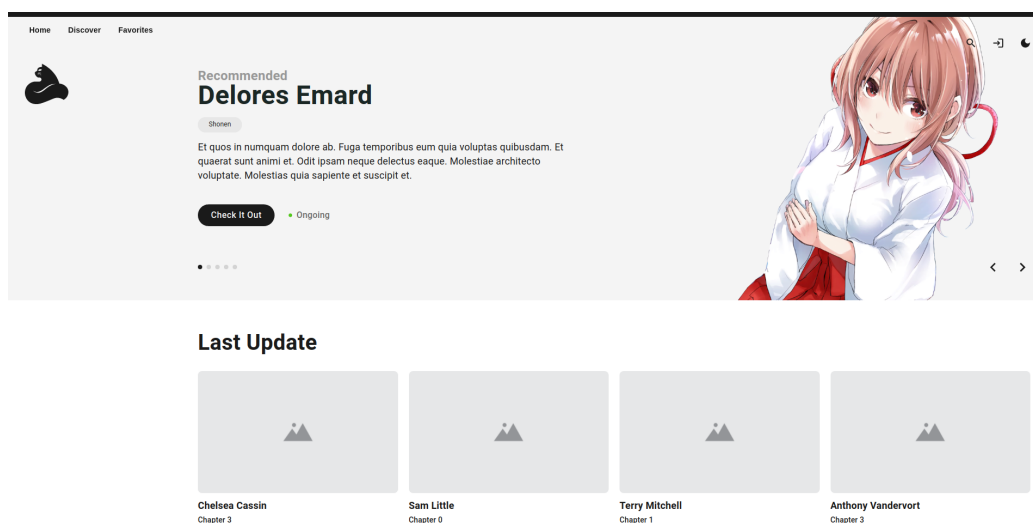 Home Discover Favorites
Recommended
Delores Emard
Shonen
Et quos in numquam dolore ab. Fuga temporibus eum quia voluptas quibusdam. Et
quaerat sunt animi et. Odit ipsam neque delectus eaque. Molestiae architecto
voluptate. Molestias quia sapiente et suscipit et.
Check It Out Ongoing
Last Update
Chelsea Cassin Sam Little Terry Mitchell Anthony Vandervort
Chapter 3 Chapter 0 Chapter 1 Chapter 3